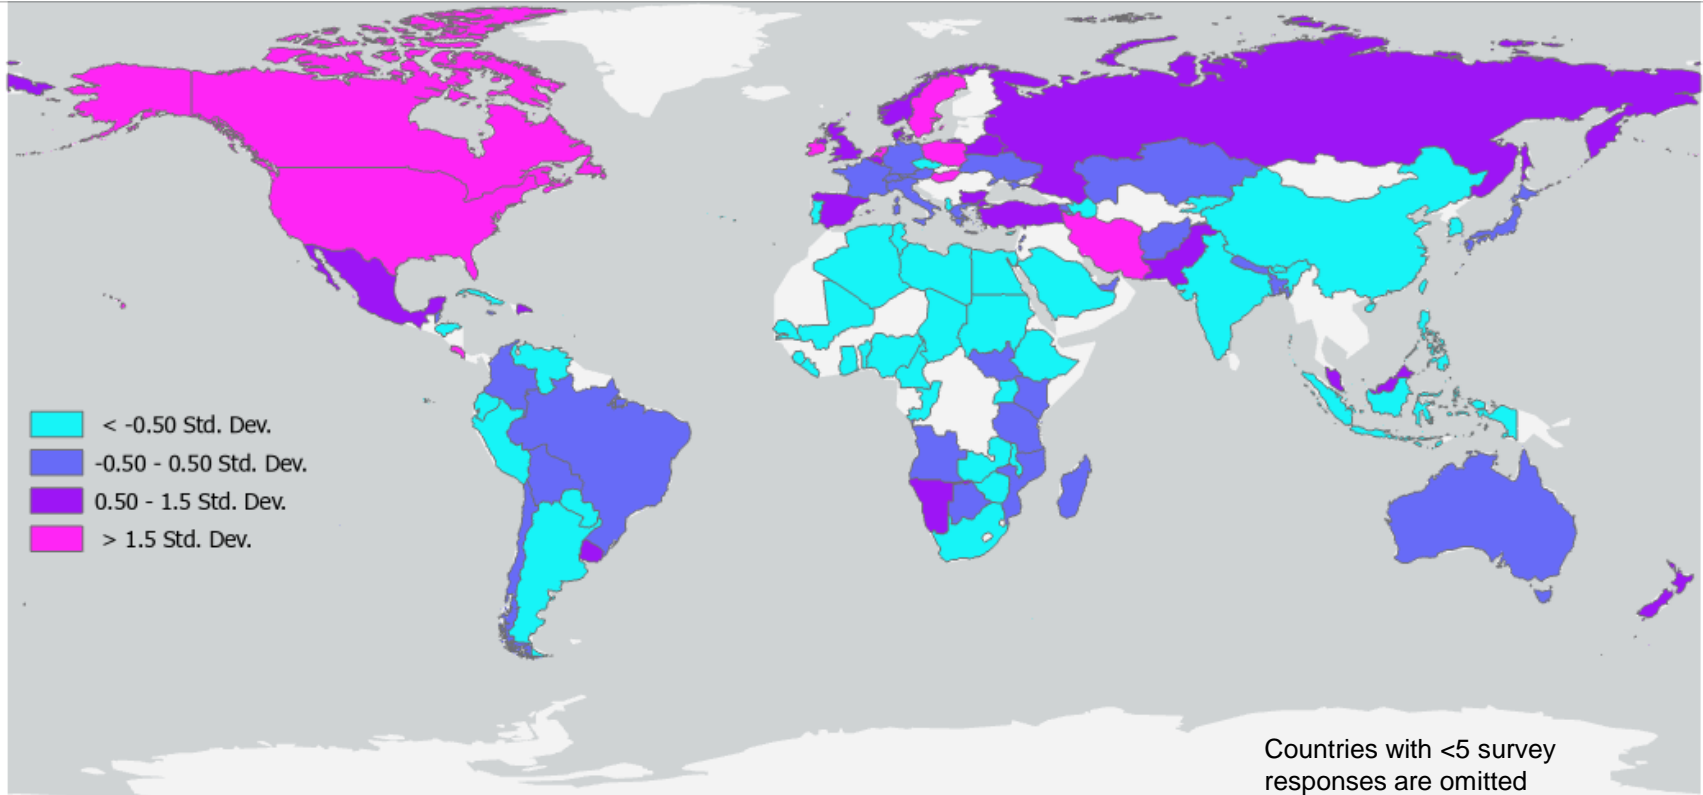 < -0.50 Std. Dev.
-0.50 - 0.50 Std. Dev.
0.50 - 1.5 Std. Dev.
> 1.5 Std. Dev.
Countries with <5 survey
responses are omitted